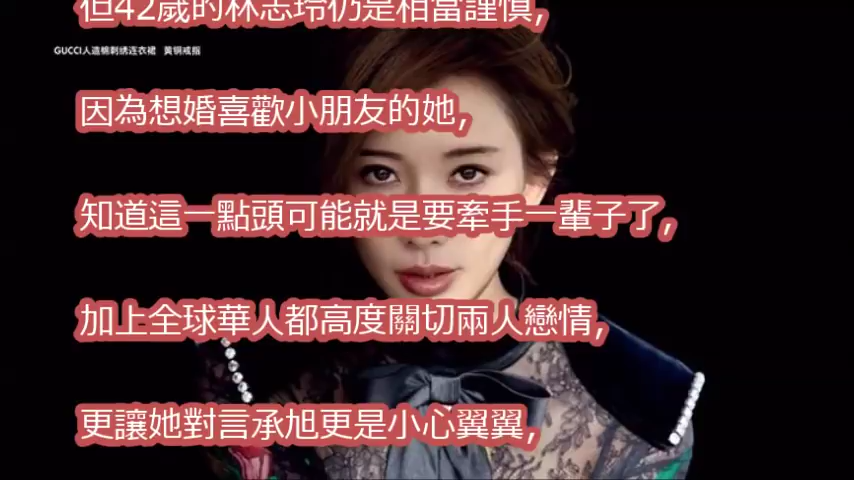 但42歲的林志玲仍是相當謹慎,
GUCCI人造棉刺绣连衣裙 黄铜戒指
因為想婚喜歡小朋友的她,
知道這一點頭可能就是要牽手一輩子了,
加上全球華人都高度關切兩人戀情,
更讓她對言承旭更是小心翼翼,